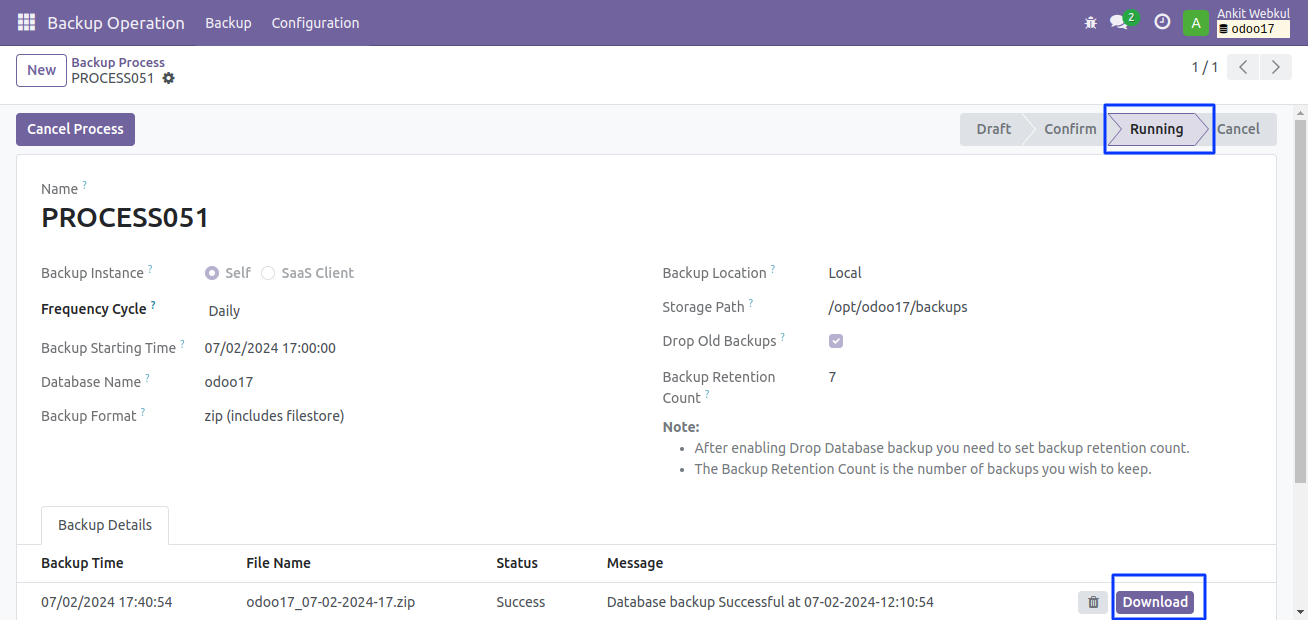 Backup Operation Backup Configuration 2 A Ankit Webkul
odoo17
New Backup Process
PROCESS051 1 / 1
Cancel Process Draft Confirm Running Cancel
Name ?
PROCESS051
Backup Instance ? Self SaaS Client Backup Location ? Local
Frequency Cycle ? Daily Storage Path ? /opt/odoo17/backups
Backup Starting Time ? 07/02/2024 17:00:00 Drop Old Backups ?
Database Name ? odoo17 Backup Retention 7
Count ?
Backup Format ? zip (includes filestore)
Note:
After enabling Drop Database backup you need to set backup retention count.
The Backup Retention Count is the number of backups you wish to keep.
Backup Details
Backup Time File Name Status Message
07/02/2024 17:40:54 odoo17_07-02-2024-17.zip Success Database backup Successful at 07-02-2024-12:10:54 Download